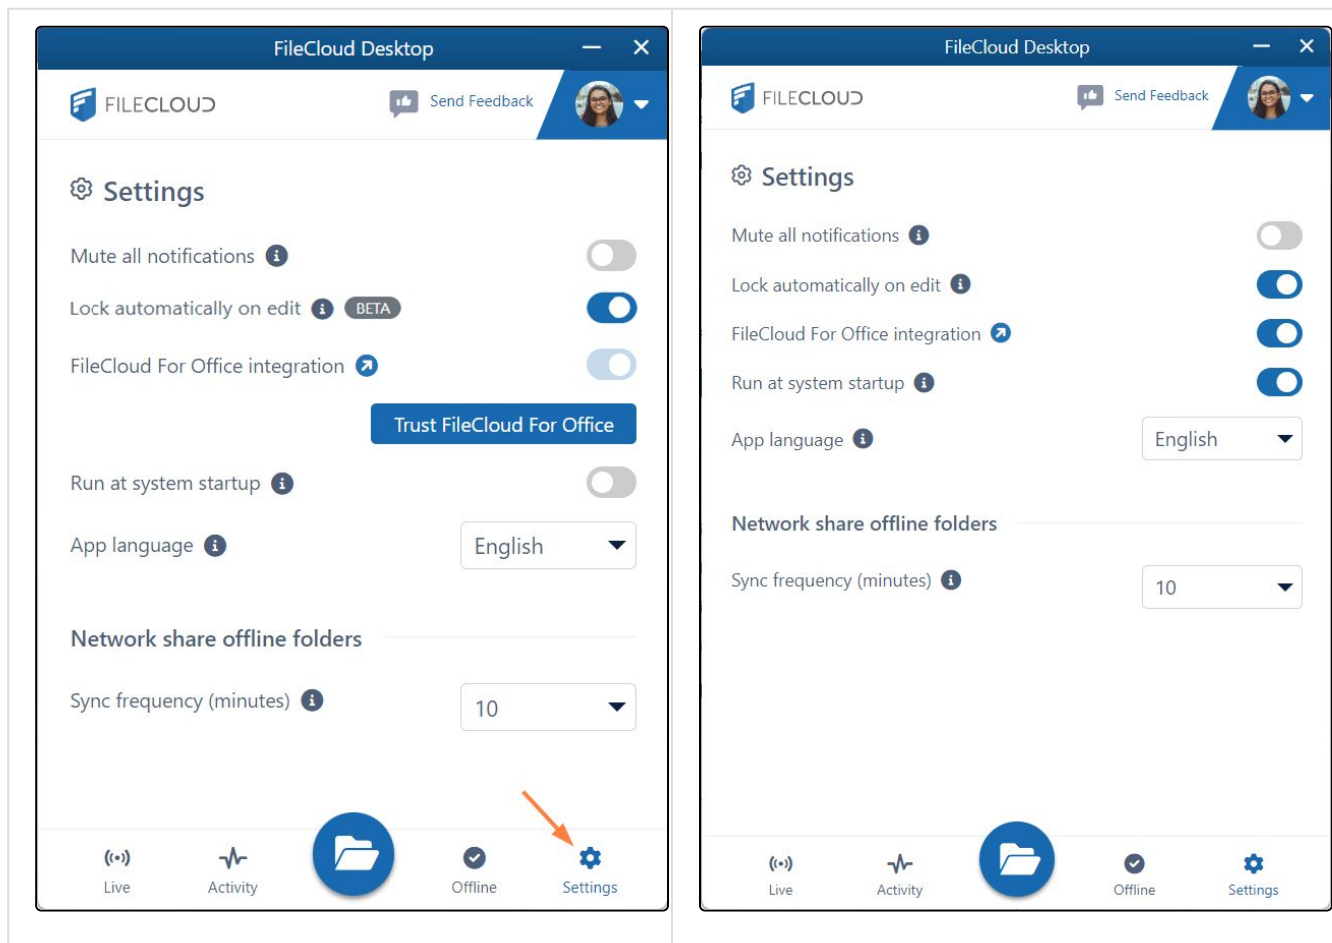 FileCloud Desktop
FILECLOUD
Send Feedback
Settings
Mute all notifications
Lock automatically on edit BETA
FileCloud For Office integration
Trust FileCloud For Office
Run at system startup
App language English
Network share offline folders
Sync frequency (minutes) 10
Live Activity Offline Settings
FileCloud Desktop
FILECLOUD
Send Feedback
Settings
Mute all notifications
Lock automatically on edit
FileCloud For Office integration
Run at system startup
App language English
Network share offline folders
Sync frequency (minutes) 10
Live Activity Offline Settings